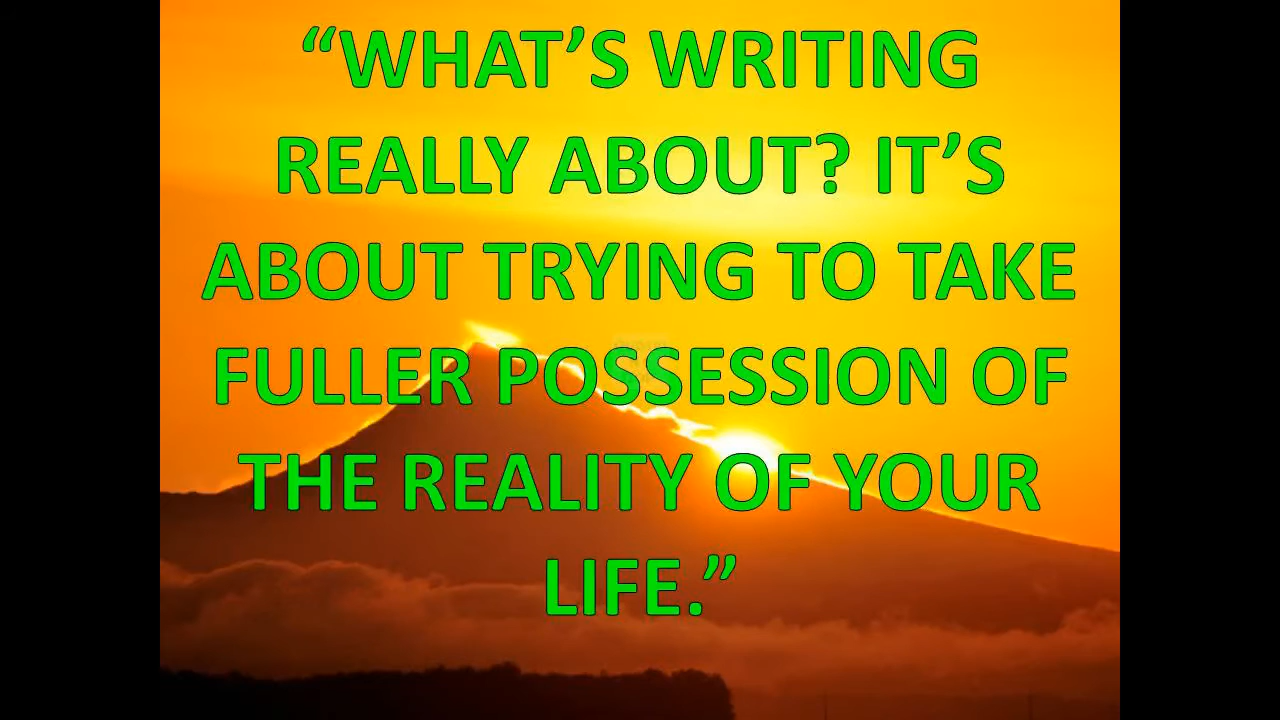 “WHAT’S WRITING
REALLY ABOUT? IT’S
ABOUT TRYING TO TAKE
FULLER POSSESSION OF
THE REALITY OF YOUR
LIFE.”